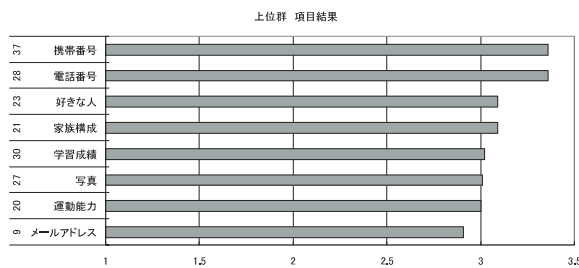 上位群 項目結果
37 携帯番号
28 電話番号
23 好きな人
21 家族構成
30 学習成績
27 写真
20 運動能力
9 メールアドレス
1 1.5 2 2.5 3 3.5